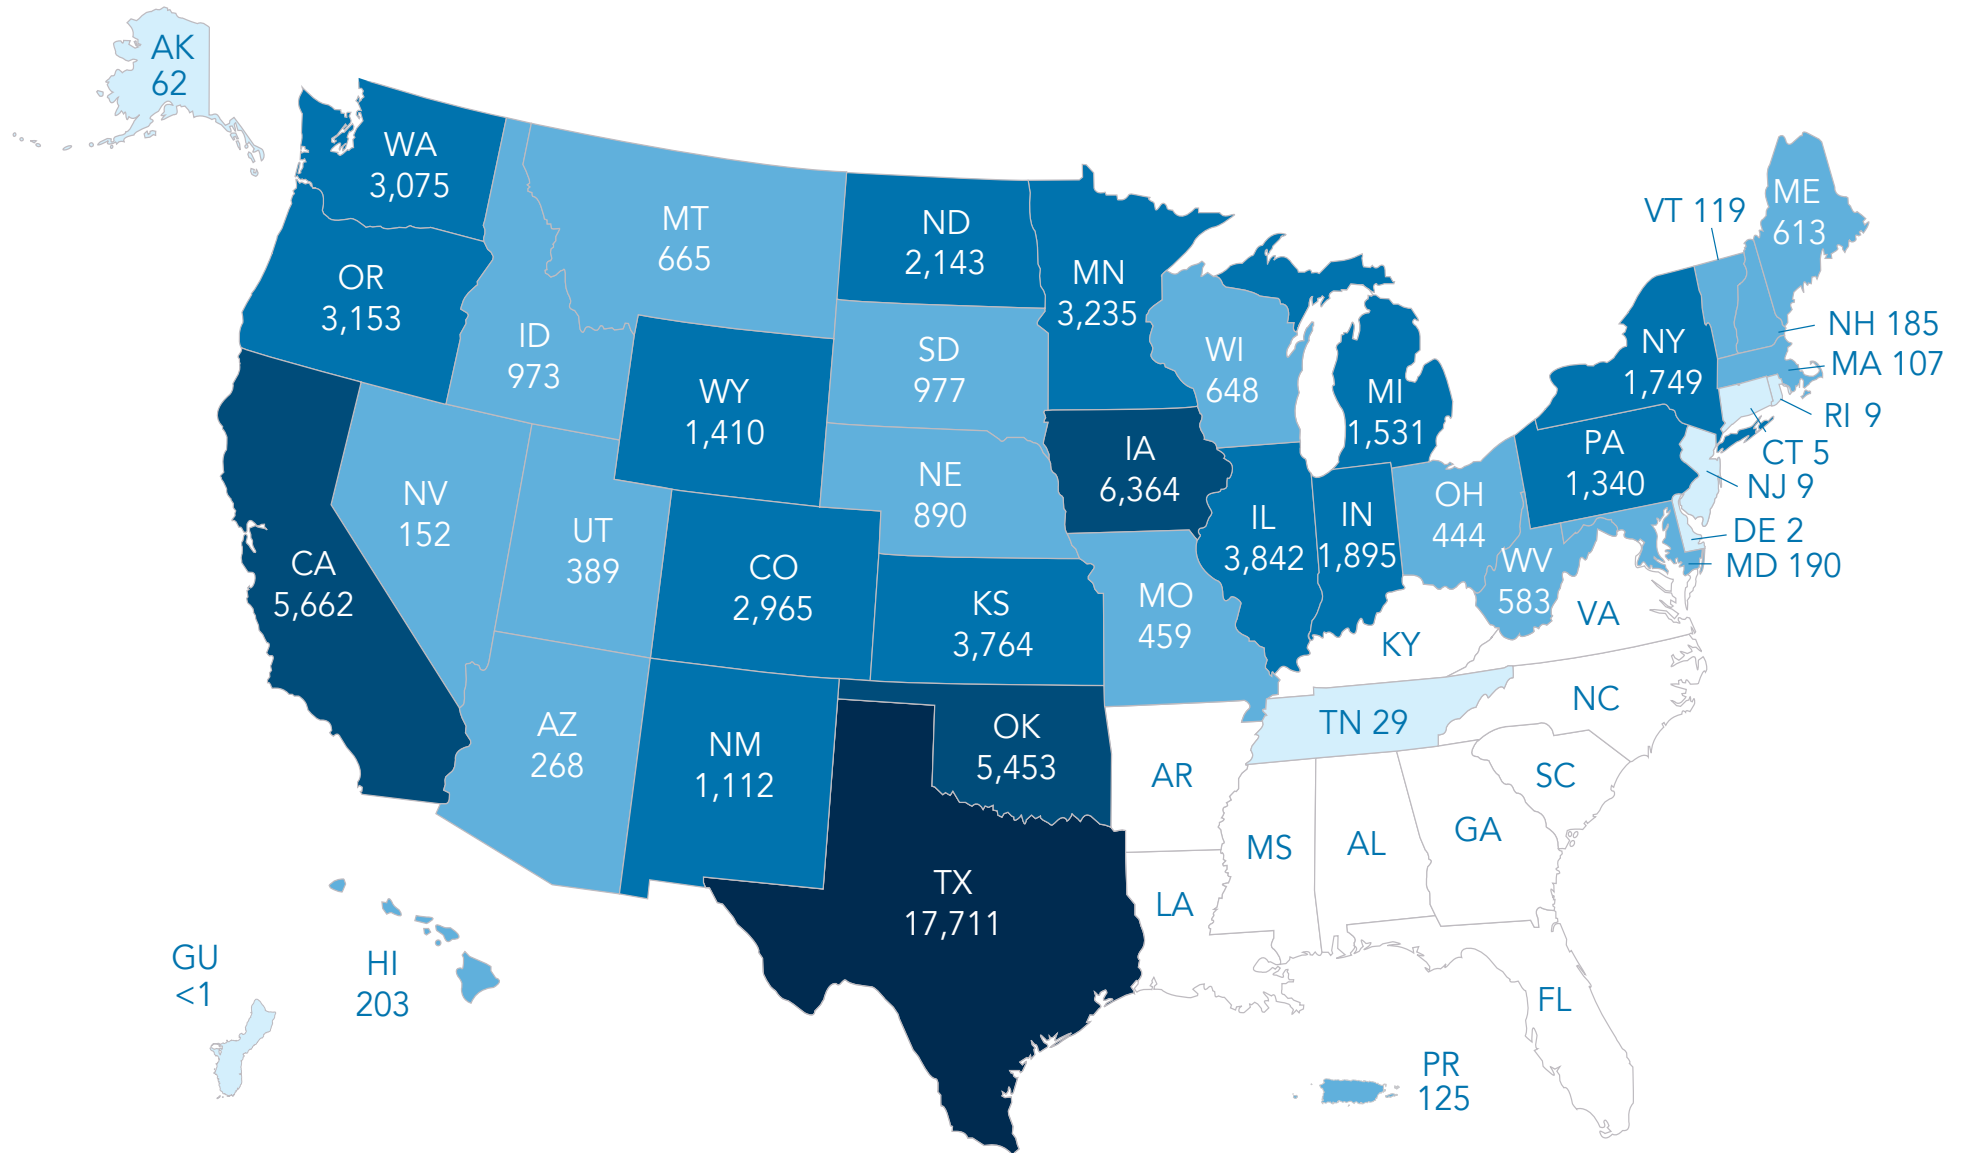 AK
62
WA
3,075
OR
3,153
CA
5,662
NV
152
ID
973
MT
665
WY
1,410
UT
389
AZ
268
CO
2,965
NM
1,112
ND
2,143
SD
977
NE
890
KS
3,764
OK
5,453
TX
17,711
MN
3,235
IA
6,364
MO
459
AR
LA
WI
648
IL
3,842
MI
1,531
IN
1,895
OH
444
WV
583
KY
TN 29
MS
AL
GA
FL
SC
NC
VA
PA
1,340
NY
1,749
VT 119
ME
613
NH 185
MA 107
RI 9
CT 5
NJ 9
DE 2
MD 190
GU
<1
HI
203
PR
125